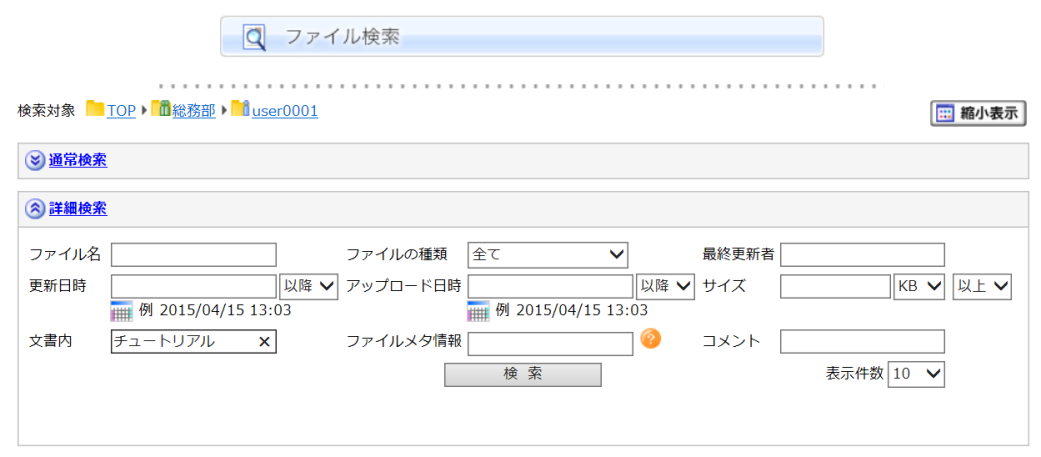 ファイル検索
検索対象 TOP 総務部 user0001
縮小表示
通常検索
詳細検索
ファイル名 ファイルの種類 全て 最終更新者
更新日時 以降 アップロード日時 以降 サイズ KB 以上
例 2015/04/15 13:03 例 2015/04/15 13:03
文書内 チュートリアル × ファイルメタ情報 ? コメント
検 索 表示件数 10